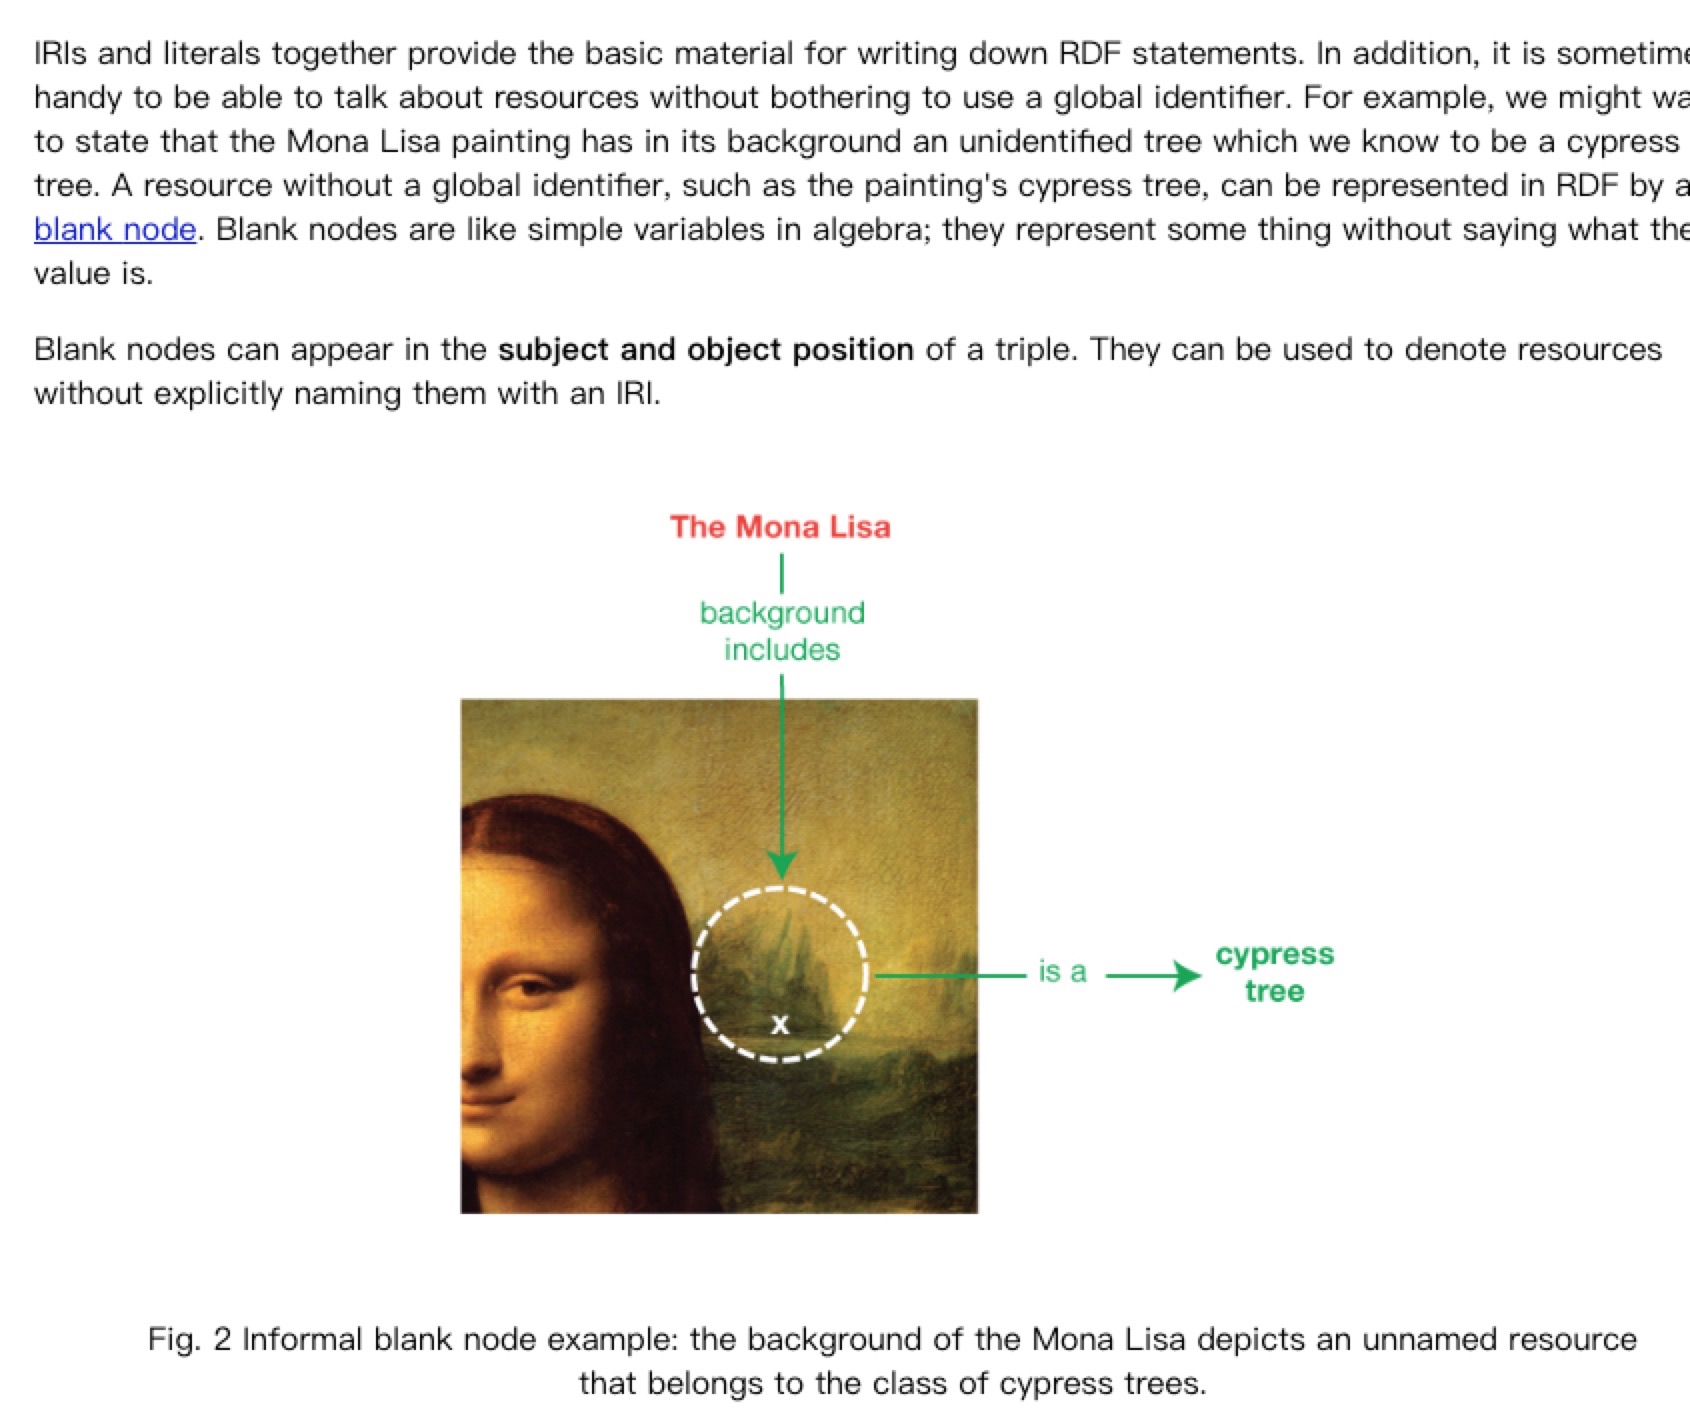 IRIs and literals together provide the basic material for writing down RDF statements. In addition, it is sometime
handy to be able to talk about resources without bothering to use a global identifier. For example, we might wa
to state that the Mona Lisa painting has in its background an unidentified tree which we know to be a cypress
tree. A resource without a global identifier, such as the painting's cypress tree, can be represented in RDF by a
blank node. Blank nodes are like simple variables in algebra; they represent some thing without saying what the
value is.
Blank nodes can appear in the subject and object position of a triple. They can be used to denote resources
without explicitly naming them with an IRI.
The Mona Lisa
background
includes
x
is a
cypress
tree
Fig. 2 Informal blank node example: the background of the Mona Lisa depicts an unnamed resource
that belongs to the class of cypress trees.